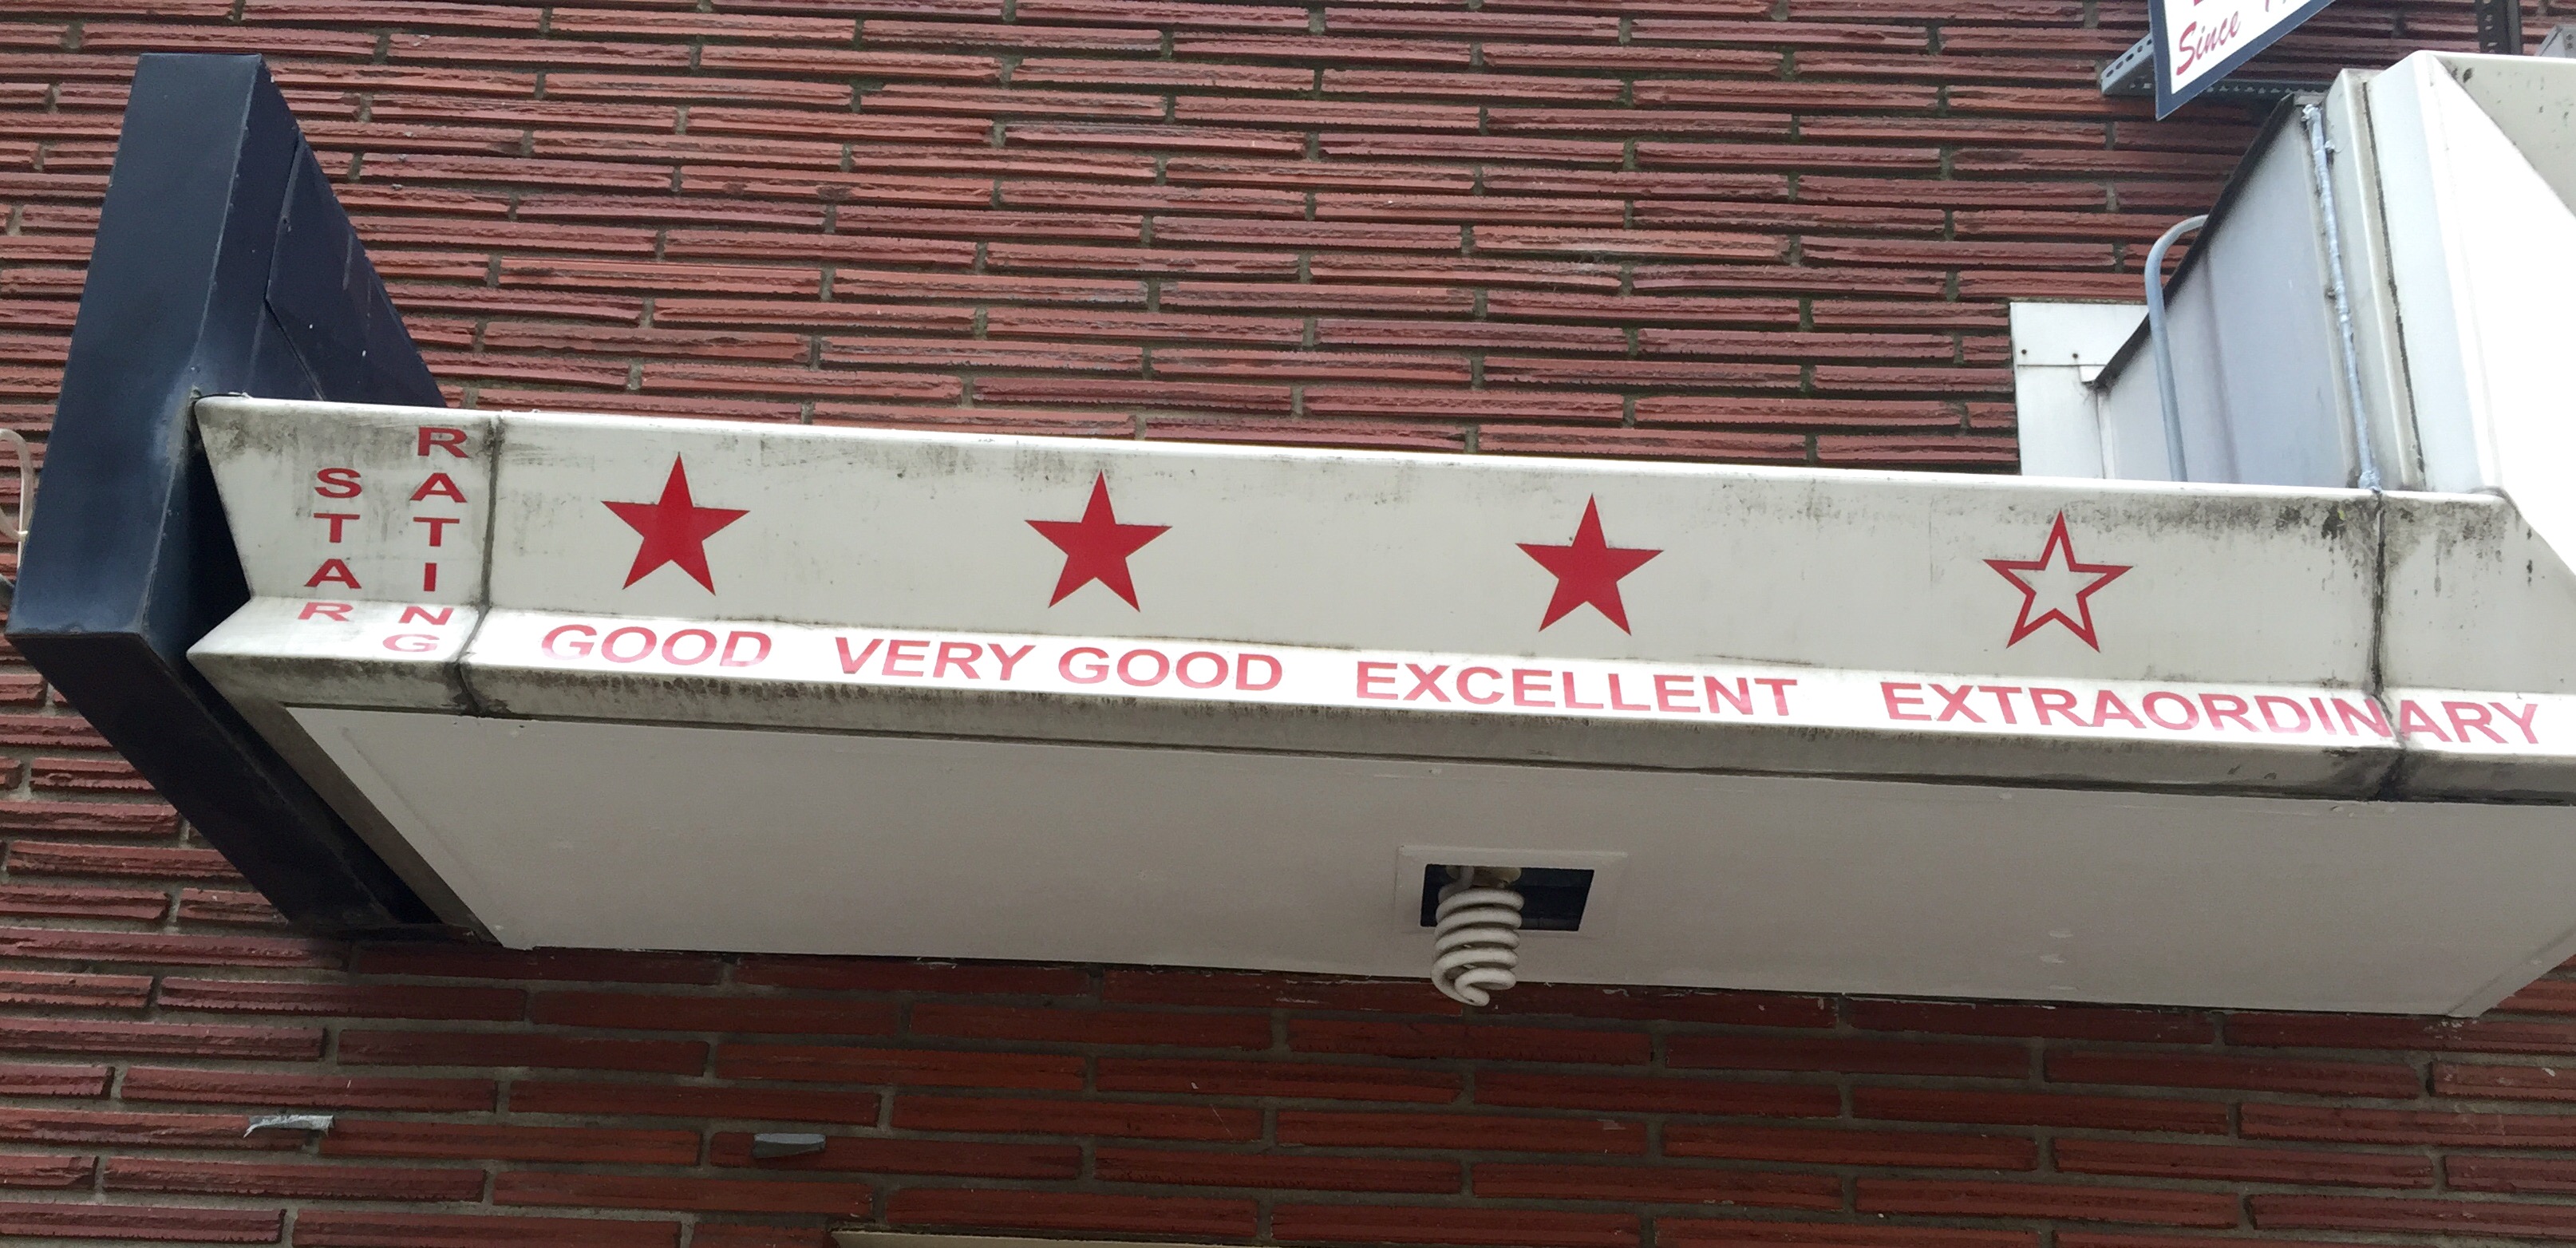 Since
STAR
RATING
GOOD VERY GOOD EXCELLENT EXTRAORDINARY